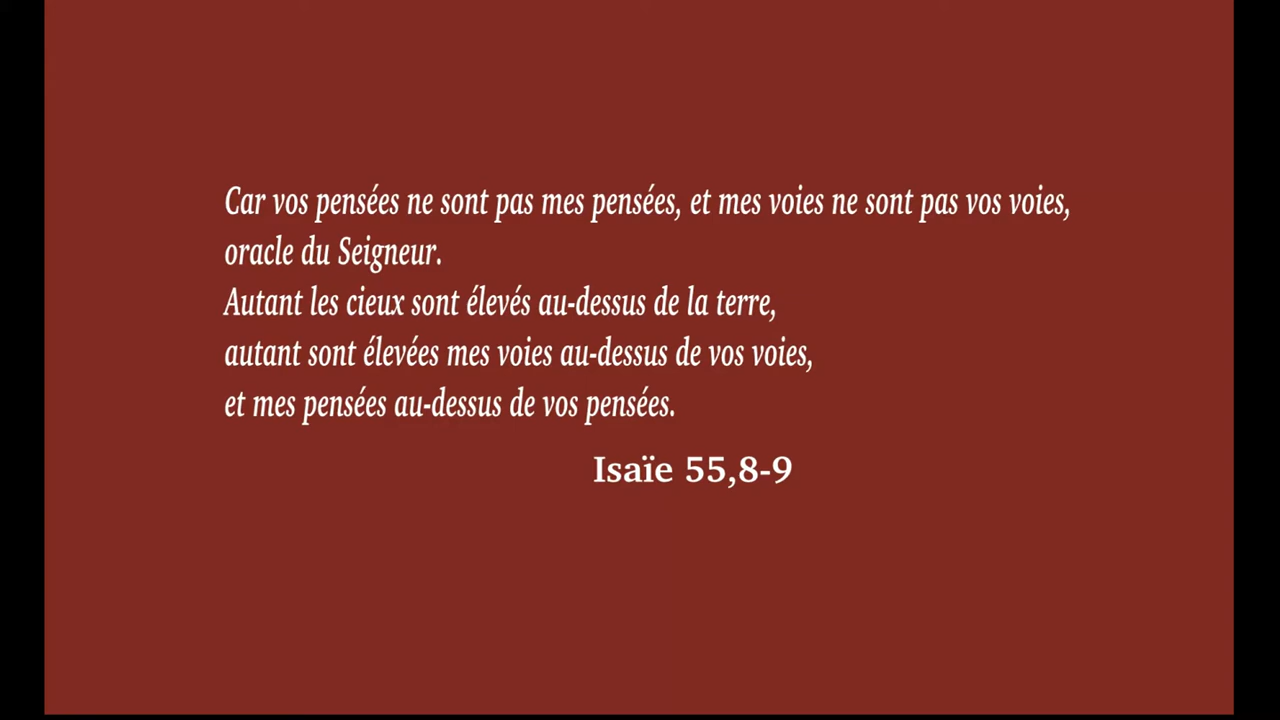 Car vos pensées ne sont pas mes pensées, et mes voies ne sont pas vos voies,
oracle du Seigneur.
Autant les cieux sont élevés au-dessus de la terre,
autant sont élevées mes voies au-dessus de vos voies,
et mes pensées au-dessus de vos pensées.
Isaïe 55,8-9